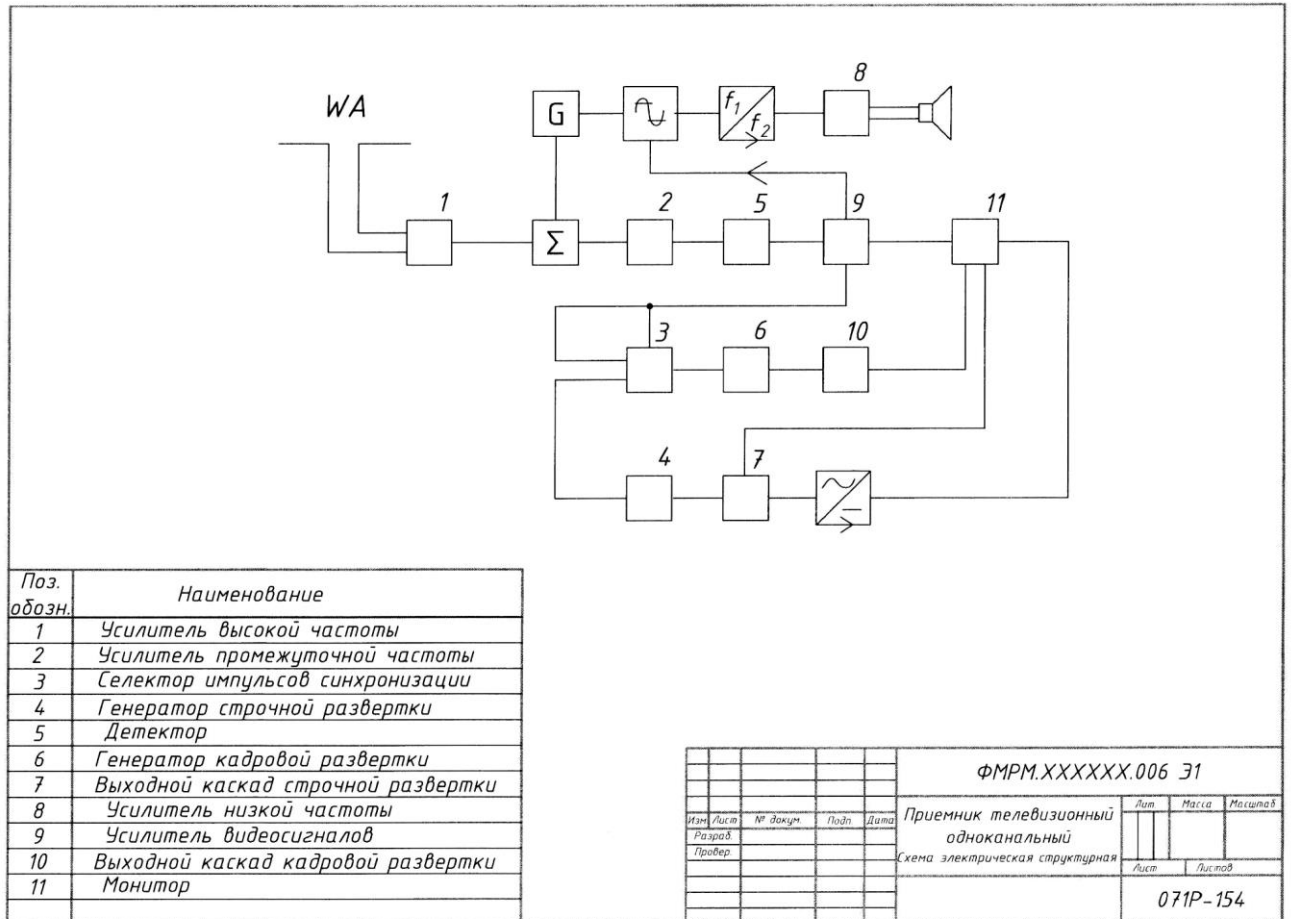 8
WA
G
f1
f2
1
2
5
9
11
Σ
3
6
10
4
7
Поз. обозн.
Наименование
1 Усилитель высокой частоты
2 Усилитель промежуточной частоты
3 Селектор импульсов синхронизации
4 Генератор строчной развертки
5 Детектор
6 Генератор кадровой развертки
7 Выходной каскад строчной развертки
8 Усилитель низкой частоты
9 Усилитель видеосигналов
10 Выходной каскад кадровой развертки
11 Монитор
ФМРМ.ХХХХХХ.006 Э1
Изм. Лист № докум. Подп. Дата
Разраб.
Провер.
Приемник телевизионный
одноканальный
Схема электрическая структурная
Лит Масса Масштаб
Лист Листов
071Р-154